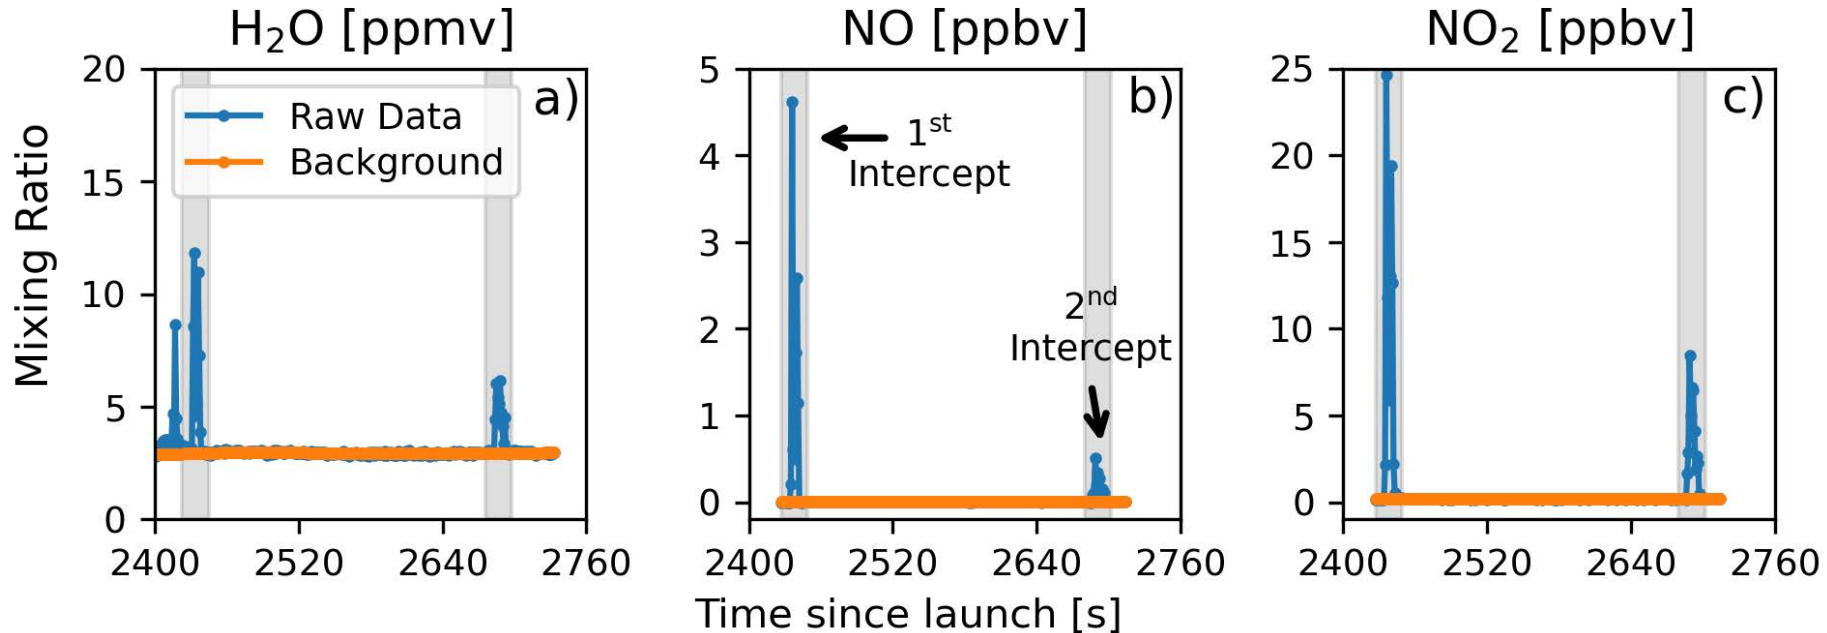 H₂O [ppmv]
NO [ppbv]
NO₂ [ppbv]
Mixing Ratio
20
15
10
5
0
Raw Data
Background
a)
2400
2520
2640
2760
5
4
3
2
1
0
1st
Intercept
2nd
Intercept
b)
2400
2520
2640
2760
25
20
15
10
5
0
c)
2400
2520
2640
2760
Time since launch [s]